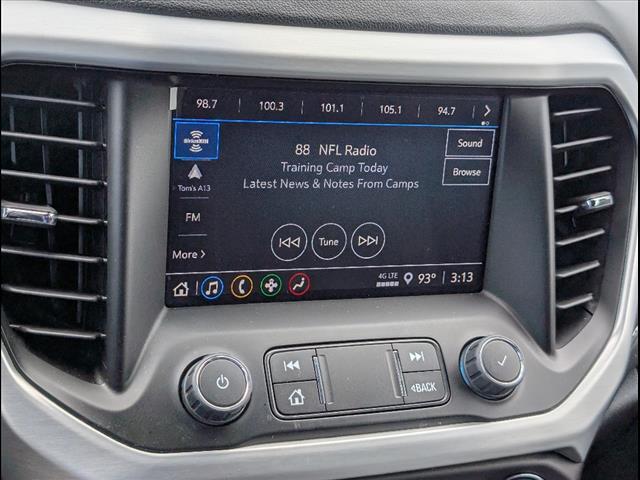 98.7 100.3 101.1 105.1 94.7
SiriusXM
88 NFL Radio
Sound
Training Camp Today
Browse
Tom's A13
Latest News & Notes From Camps
FM
Tune
More
4G LTE
93° 3:13
BACK